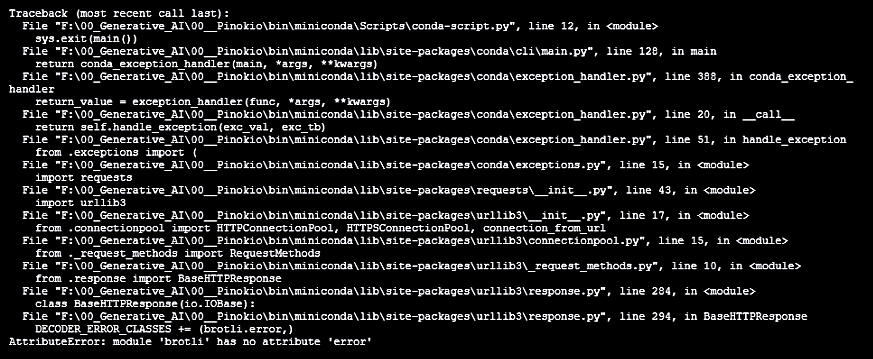 Traceback (most recent call last):
  File "F:\00_Generative_AI\00__Pinokio\bin\miniconda\Scripts\conda-script.py", line 12, in <module>
    sys.exit(main())
  File "F:\00_Generative_AI\00__Pinokio\bin\miniconda\lib\site-packages\conda\cli\main.py", line 128, in main
    return conda_exception_handler(main, *args, **kwargs)
  File "F:\00_Generative_AI\00__Pinokio\bin\miniconda\lib\site-packages\conda\exception_handler.py", line 388, in conda_exception_
handler
    return_value = exception_handler(func, *args, **kwargs)
  File "F:\00_Generative_AI\00__Pinokio\bin\miniconda\lib\site-packages\conda\exception_handler.py", line 20, in __call__
    return self.handle_exception(exc_val, exc_tb)
  File "F:\00_Generative_AI\00__Pinokio\bin\miniconda\lib\site-packages\conda\exception_handler.py", line 51, in handle_exception
    from .exceptions import (
  File "F:\00_Generative_AI\00__Pinokio\bin\miniconda\lib\site-packages\conda\exceptions.py", line 15, in <module>
    import requests
  File "F:\00_Generative_AI\00__Pinokio\bin\miniconda\lib\site-packages\requests\__init__.py", line 43, in <module>
    import urllib3
  File "F:\00_Generative_AI\00__Pinokio\bin\miniconda\lib\site-packages\urllib3\__init__.py", line 17, in <module>
    from .connectionpool import HTTPConnectionPool, HTTPSConnectionPool, connection_from_url
  File "F:\00_Generative_AI\00__Pinokio\bin\miniconda\lib\site-packages\urllib3\connectionpool.py", line 15, in <module>
    from ._request_methods import RequestMethods
  File "F:\00_Generative_AI\00__Pinokio\bin\miniconda\lib\site-packages\urllib3\_request_methods.py", line 10, in <module>
    from .response import BaseHTTPResponse
  File "F:\00_Generative_AI\00__Pinokio\bin\miniconda\lib\site-packages\urllib3\response.py", line 284, in <module>
    class BaseHTTPResponse(io.IOBase):
  File "F:\00_Generative_AI\00__Pinokio\bin\miniconda\lib\site-packages\urllib3\response.py", line 294, in BaseHTTPResponse
    DECODER_ERROR_CLASSES += (brotli.error,)
AttributeError: module 'brotli' has no attribute 'error'